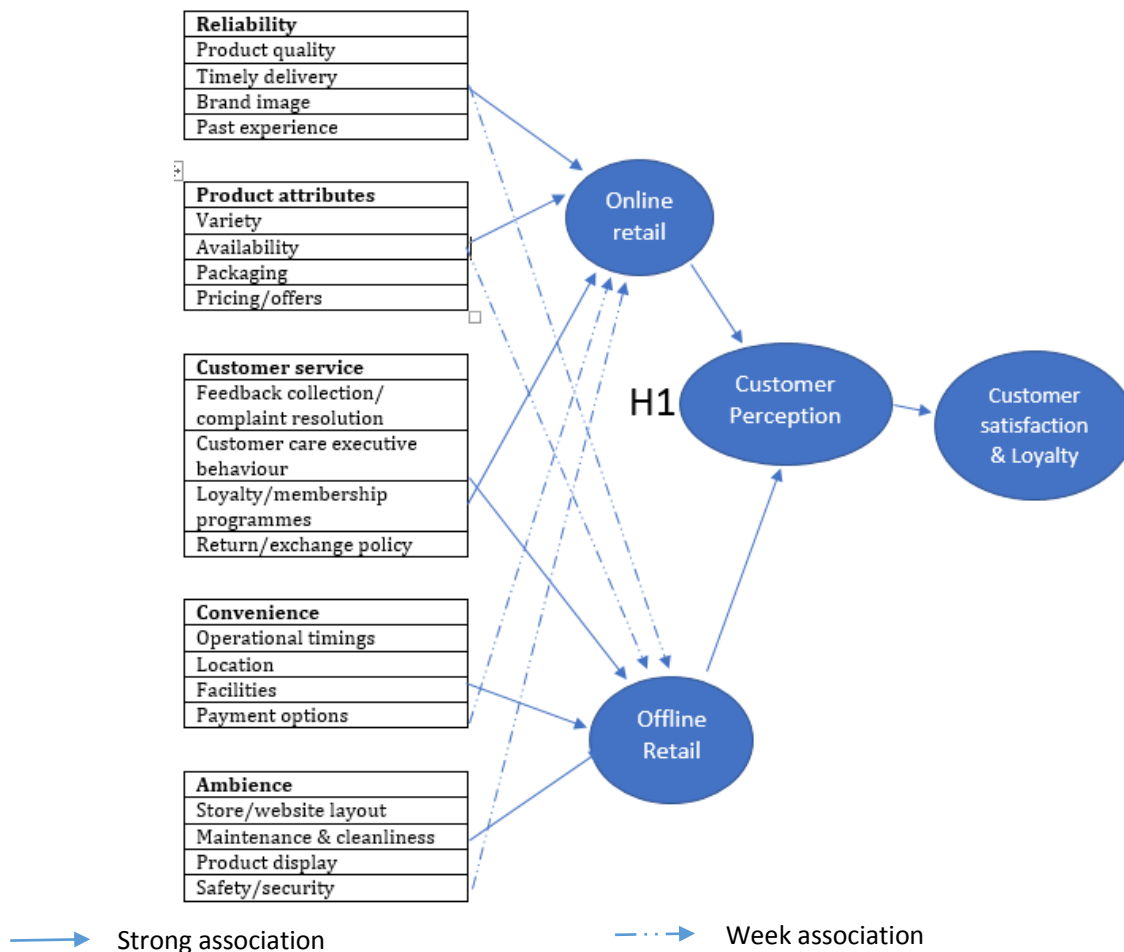 Reliability
Product quality
Timely delivery
Brand image
Past experience
Product attributes
Variety
Availability
Packaging
Pricing/offers
Customer service
Feedback collection/
complaint resolution
Customer care executive
behaviour
Loyalty/membership
programmes
Return/exchange policy
Convenience
Operational timings
Location
Facilities
Payment options
Ambience
Store/website layout
Maintenance & cleanliness
Product display
Safety/security
Online
retail
Offline
Retail
H1
Customer
Perception
Customer
satisfaction
& Loyalty
Strong association
Week association